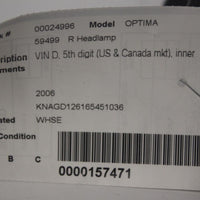 k # 00024996 Model OPTIMA
59499 R Headlamp
cription VIN D, 5th digit (US & Canada mkt), inner
ments
2006
KNAGD126165451036
ated WHSE
Condition
B C
0000157471